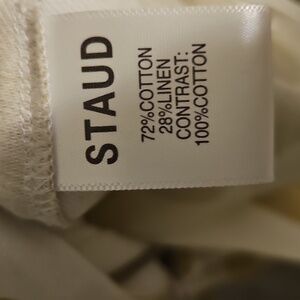 STAUD
72%COTTON
28%LINEN
CONTRAST:
100%COTTON